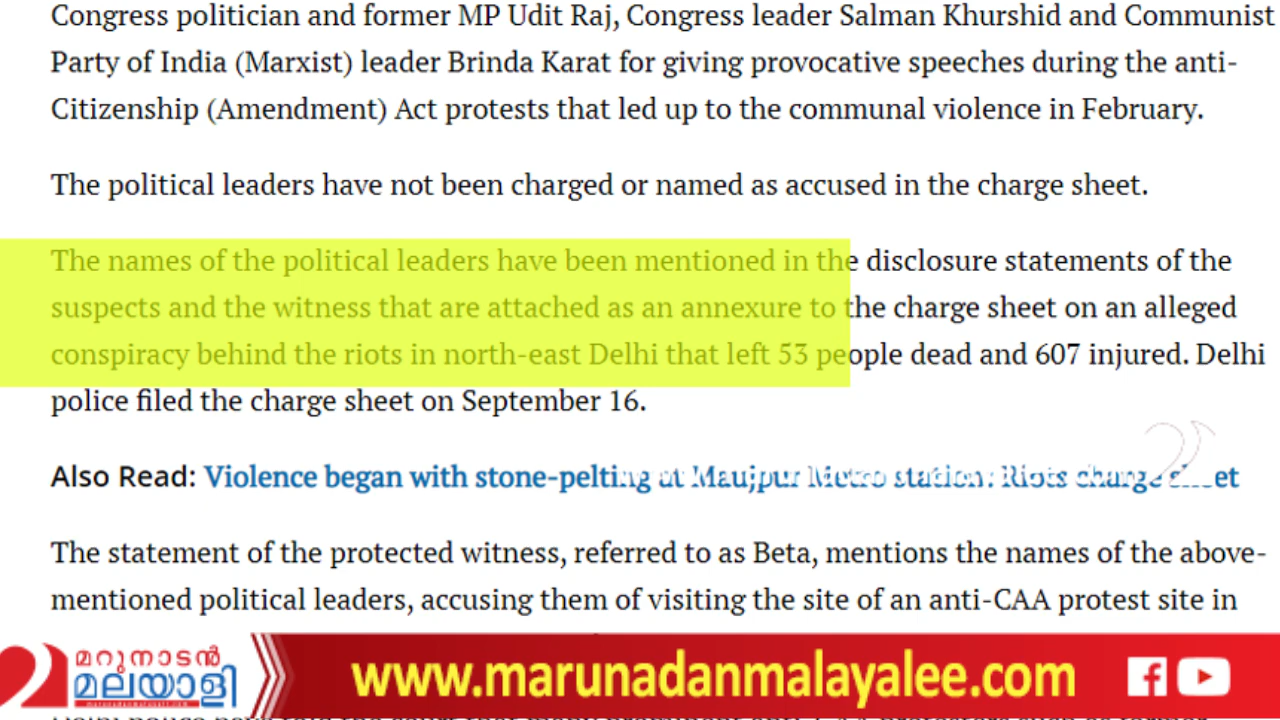 Congress politician and former MP Udit Raj, Congress leader Salman Khurshid and Communist
Party of India (Marxist) leader Brinda Karat for giving provocative speeches during the anti-
Citizenship (Amendment) Act protests that led up to the communal violence in February.
The political leaders have not been charged or named as accused in the charge sheet.
The names of the political leaders have been mentioned in the disclosure statements of the
suspects and the witness that are attached as an annexure to the charge sheet on an alleged
conspiracy behind the riots in north-east Delhi that left 53 people dead and 607 injured. Delhi
police filed the charge sheet on September 16.
Also Read: Violence began with stone-pelting at Maujpur Metro station: Riots charge sheet
The statement of the protected witness, referred to as Beta, mentions the names of the above-
mentioned political leaders, accusing them of visiting the site of an anti-CAA protest site in
മറുനാടൻ
മലയാളി
www.marunadanmalayalee.com